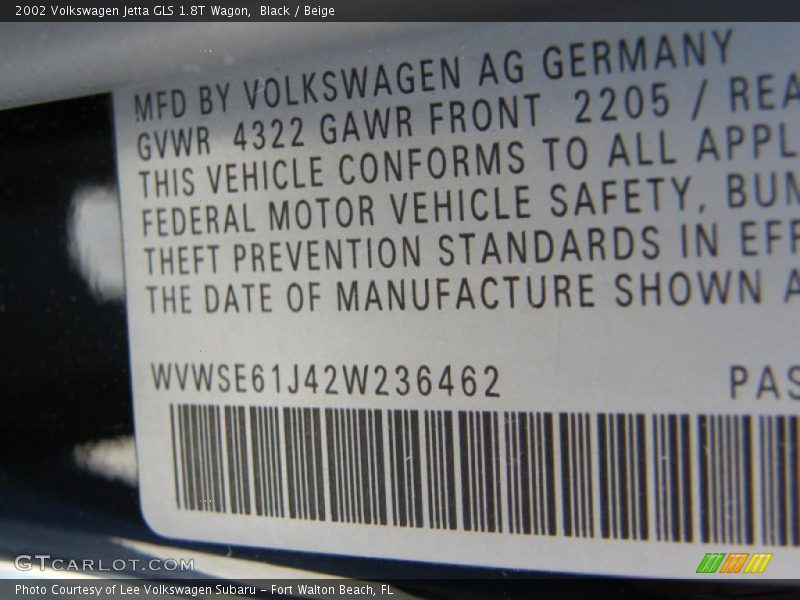 2002 Volkswagen Jetta GLS 1.8T Wagon, Black / Beige
MFD BY VOLKSWAGEN AG GERMANY
GVWR 4322 GAWR FRONT 2205 / REA
THIS VEHICLE CONFORMS TO ALL APPL
FEDERAL MOTOR VEHICLE SAFETY, BUM
THEFT PREVENTION STANDARDS IN EFF
THE DATE OF MANUFACTURE SHOWN A
WVWSE61J42W236462 PAS
GTCARLOT.COM
Photo Courtesy of Lee Volkswagen Subaru - Fort Walton Beach, FL